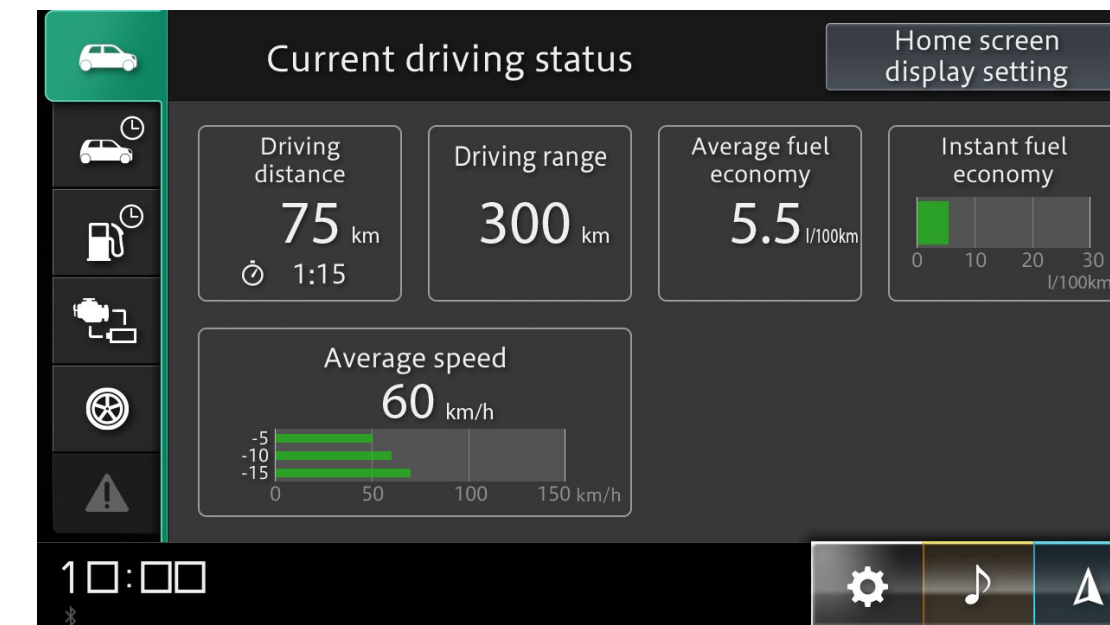 Current driving status
Home screen
display setting
Driving
distance
75 km
1:15
Driving range
300 km
Average fuel
economy
5.5 l/100km
Instant fuel
economy
0 10 20 30
l/100km
Average speed
60 km/h
-5
-10
-15
0 50 100 150 km/h
1□:□□